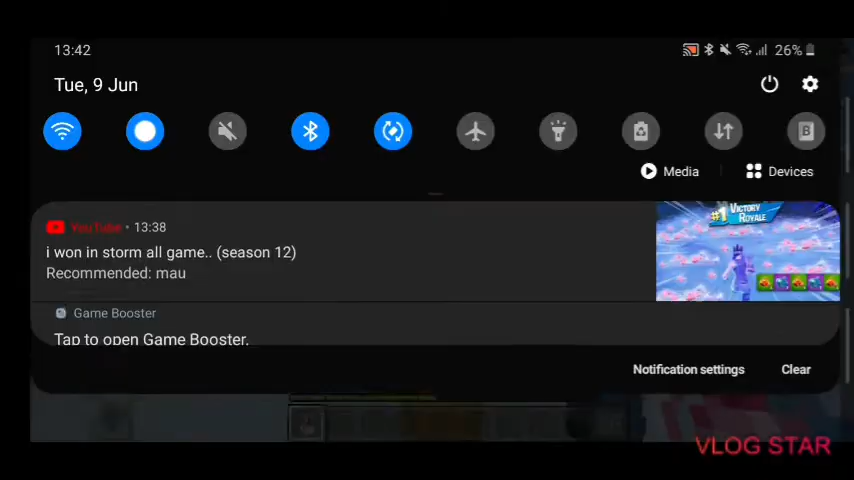 13:42
26%
Tue, 9 Jun
Media
Devices
YouTube • 13:38
i won in storm all game.. (season 12)
Recommended: mau
#1 VICTORY
ROYALE
Game Booster
Tap to open Game Booster.
Notification settings
Clear
VLOG STAR